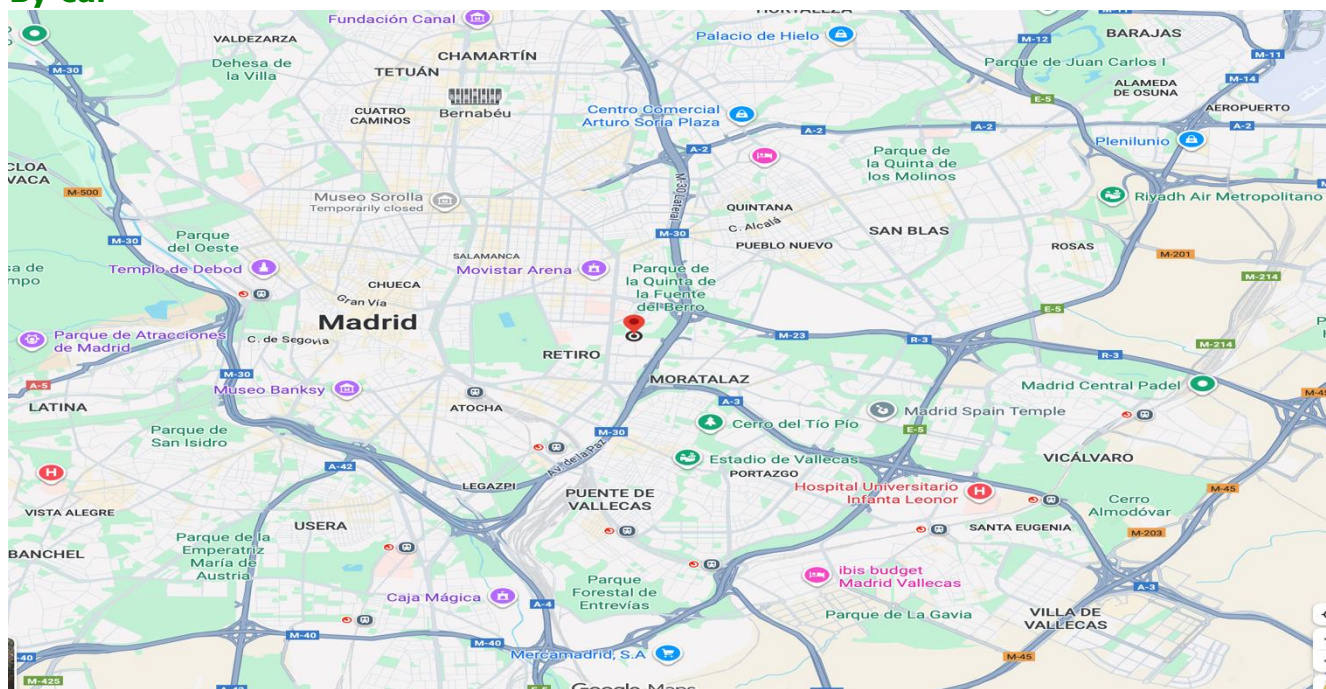 By car
Fundación Canal
VALDEZARZA
Dehesa de
la Villa
CHAMARTÍN
TETUÁN
Palacio de Hielo
M-12
BARAJAS
M-11
Parque de Juan Carlos I
M-14
ALAMEDA
DE OSUNA
M-30
CUATRO
CAMINOS
Bernabéu
Centro Comercial
Arturo Soria Plaza
E-5
AEROPUERTO
A-2
A-2
A-2
A-2
Plenilunio
Parque de
la Quinta de
los Molinos
CLOA
VACA
M-500
Museo Sorolla
Temporarily closed
M-30 Lateral
QUINTANA
C. Alcalá
Riyadh Air Metropolitano
Parque
del Oeste
M-30
M-30
PUEBLO NUEVO
SAN BLAS
ROSAS
M-201
SALAMANCA
Templo de Debod
Movistar Arena
Parque de
la Quinta de
la Fuente
del Berro
M-214
CHUECA
Gran Vía
Madrid
E-5
Parque de Atracciones
de Madrid
C. de Segovia
M-23
R-3
M-214
RETIRO
R-3
A-5
M-30
Museo Banksy
MORATALAZ
Madrid Central Padel
LATINA
ATOCHA
A-3
Madrid Spain Temple
Parque de
San Isidro
Cerro del Tío Pío
M-30
E-5
Av. de la Paz
A-42
Estadio de Vallecas
PORTAZGO
VICÁLVARO
H
LEGAZPI
PUENTE DE
VALLECAS
Hospital Universitario
Infanta Leonor
H
M-45
Cerro
Almodóvar
VISTA ALEGRE
USERA
SANTA EUGENIA
M-203
BANCHEL
Parque de la
Emperatriz
María de
Austria
ibis budget
Madrid Vallecas
A-3
Parque
Forestal de
Entrevías
Caja Mágica
A-4
Parque de La Gavia
VILLA DE
VALLECAS
M-40
M-40
Mercamadrid, S.A
M-45
M-425
Google Maps